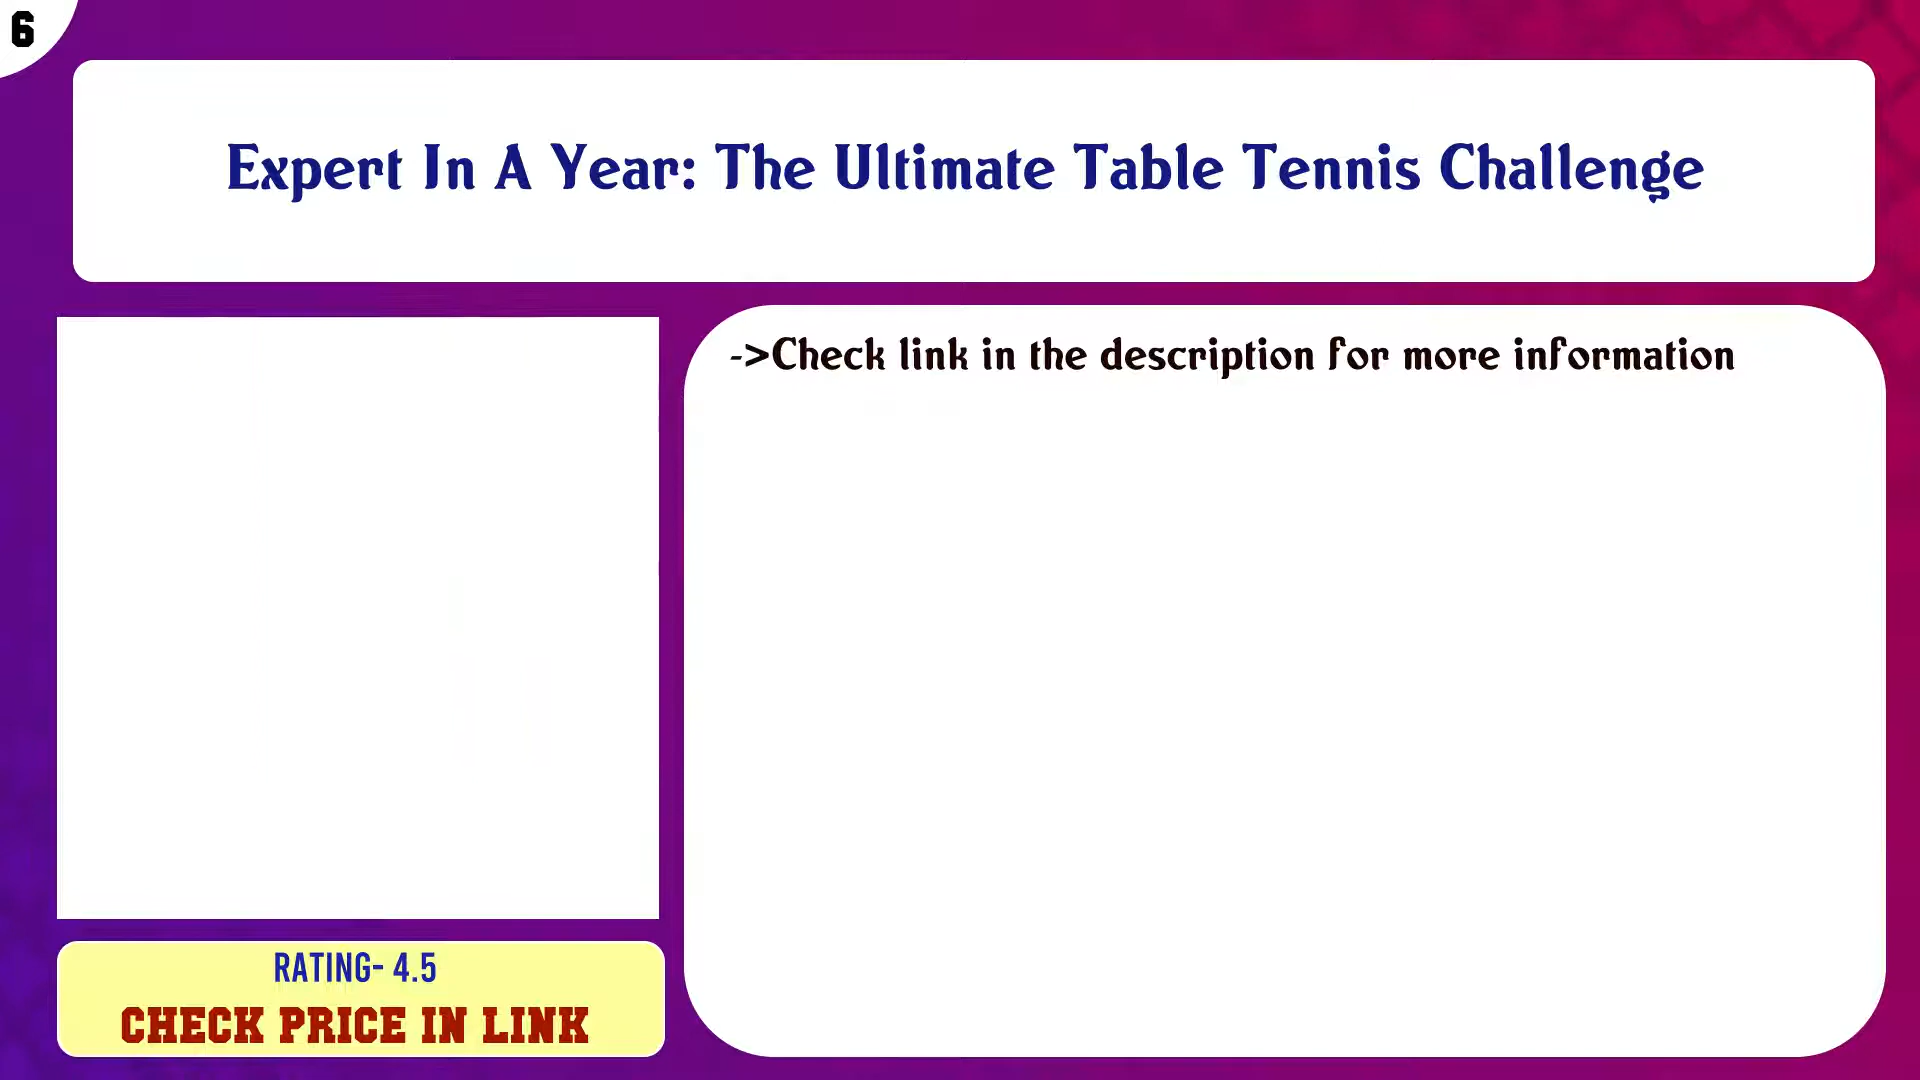 6
Expert In A Year: The Ultimate Table Tennis Challenge
->Check link in the description for more information
RATING- 4.5
CHECK PRICE IN LINK